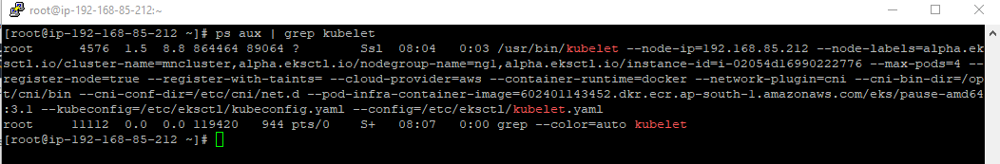 root@ip-192-168-85-212:~
[root@ip-192-168-85-212 ~]# ps aux | grep kubelet
root      4576  1.5  8.8 864464 89064 ?        Ssl  08:04   0:03 /usr/bin/kubelet --node-ip=192.168.85.212 --node-labels=alpha.ek
sctl.io/cluster-name=mncluster,alpha.eksctl.io/nodegroup-name=ng1,alpha.eksctl.io/instance-id=i-02054d16990222776 --max-pods=4 --
register-node=true --register-with-taints= --cloud-provider=aws --container-runtime=docker --network-plugin=cni --cni-bin-dir=/op
t/cni/bin --cni-conf-dir=/etc/cni/net.d --pod-infra-container-image=602401143452.dkr.ecr.ap-south-1.amazonaws.com/eks/pause-amd64
:3.1 --kubeconfig=/etc/eksctl/kubeconfig.yaml --config=/etc/eksctl/kubelet.yaml
root     11112  0.0  0.0 119420   944 pts/0    S+   08:07   0:00 grep --color=auto kubelet
[root@ip-192-168-85-212 ~]#